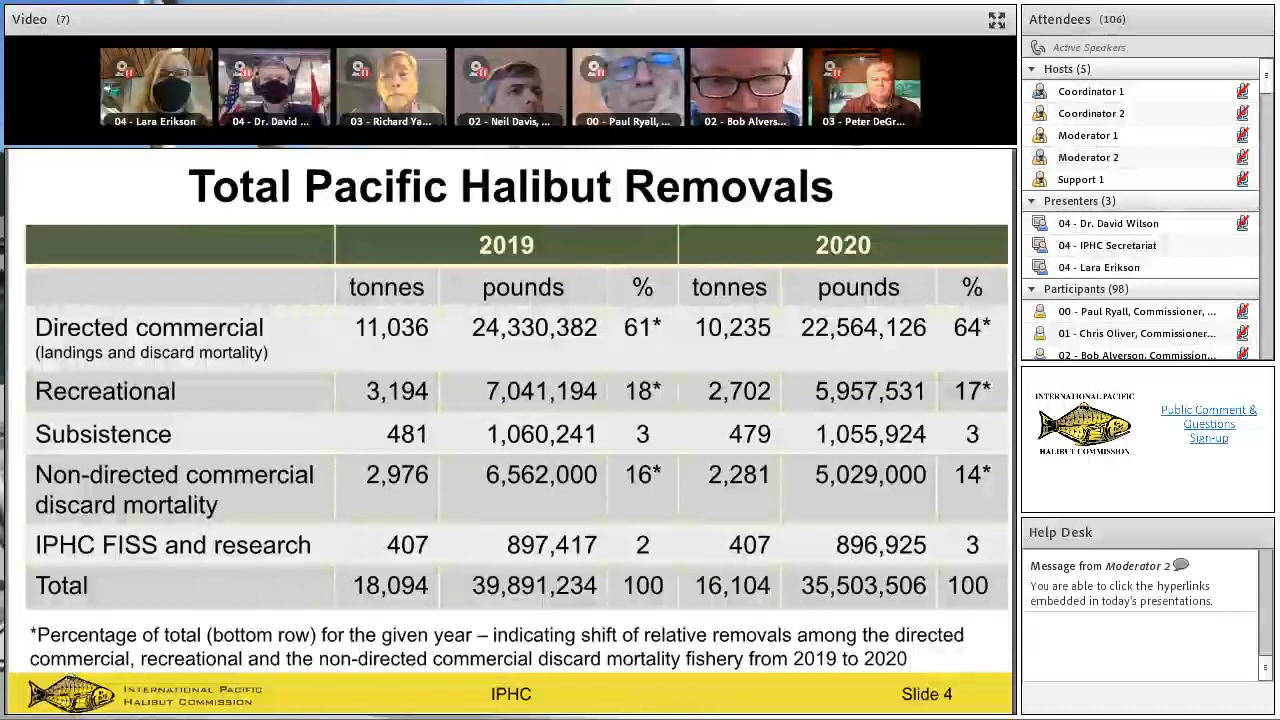 Video (7)
04 - Lara Erikson
04 - Dr. David ...
03 - Richard Ya...
02 - Neil Davis, ...
00 - Paul Ryall, ...
02 - Bob Alvers...
03 - Peter DeGr...
Total Pacific Halibut Removals
2019 2020
tonnes pounds % tonnes pounds %
Directed commercial 11,036 24,330,382 61* 10,235 22,564,126 64*
(landings and discard mortality)
Recreational 3,194 7,041,194 18* 2,702 5,957,531 17*
Subsistence 481 1,060,241 3 479 1,055,924 3
Non-directed commercial 2,976 6,562,000 16* 2,281 5,029,000 14*
discard mortality
IPHC FISS and research 407 897,417 2 407 896,925 3
Total 18,094 39,891,234 100 16,104 35,503,506 100
*Percentage of total (bottom row) for the given year – indicating shift of relative removals among the directed
commercial, recreational and the non-directed commercial discard mortality fishery from 2019 to 2020
INTERNATIONAL PACIFIC
HALIBUT COMMISSION
IPHC
Slide 4
Attendees (106)
Active Speakers
Hosts (5)
Coordinator 1
Coordinator 2
Moderator 1
Moderator 2
Support 1
Presenters (3)
04 - Dr. David Wilson
04 - IPHC Secretariat
04 - Lara Erikson
Participants (98)
00 - Paul Ryall, Commissioner, ...
01 - Chris Oliver, Commissioner...
02 - Bob Alverson, Commission...
INTERNATIONAL PACIFIC
HALIBUT COMMISSION
Public Comment &
Questions
Sign-up
Help Desk
Message from Moderator 2
You are able to click the hyperlinks
embedded in today's presentations.